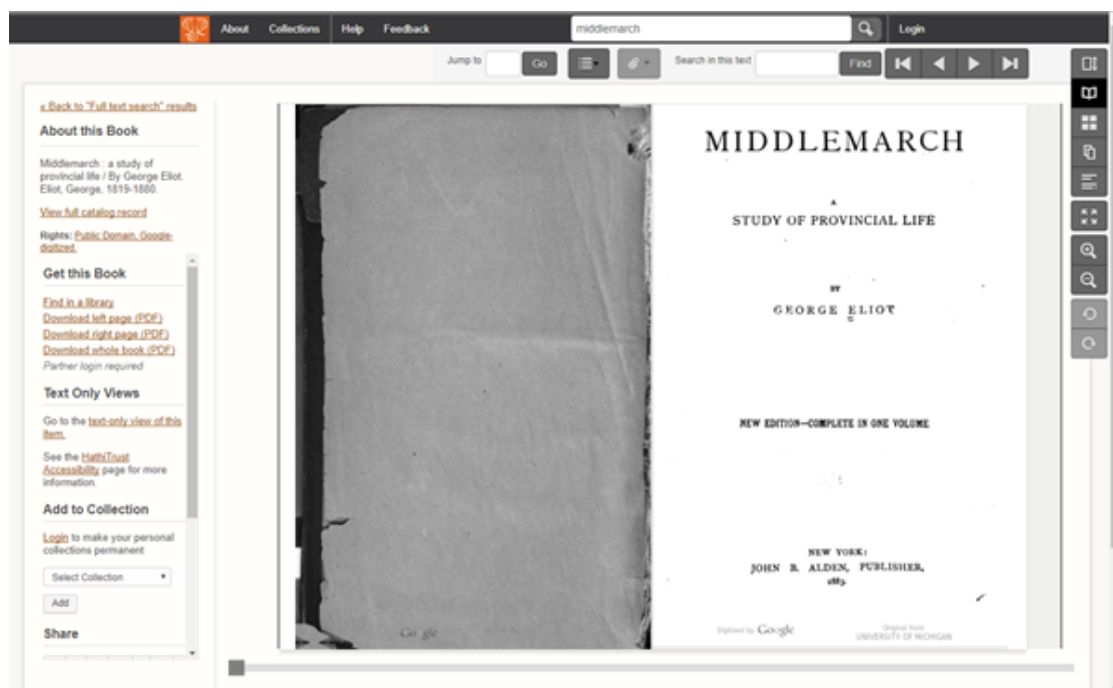 About Collections Help Feedback middlemarch Login
Jump to Go Search in this text Find
« Back to "Full text search" results
About this Book
Middlemarch : a study of
provincial life / By George Eliot.
Eliot, George, 1819-1880.
View full catalog record
Rights: Public Domain, Google-
digitized.
Get this Book
Find in a library
Download left page (PDF)
Download right page (PDF)
Download whole book (PDF)
Partner login required
Text Only Views
Go to the text-only view of this
item.
See the HathiTrust
Accessibility page for more
information.
Add to Collection
Login to make your personal
collections permanent
Select Collection
Add
Share
Google
MIDDLEMARCH
A
STUDY OF PROVINCIAL LIFE
BY
GEORGE ELIOT
NEW EDITION—COMPLETE IN ONE VOLUME
NEW YORK:
JOHN B. ALDEN, PUBLISHER,
1883.
Digitized by Google
Original from
UNIVERSITY OF MICHIGAN